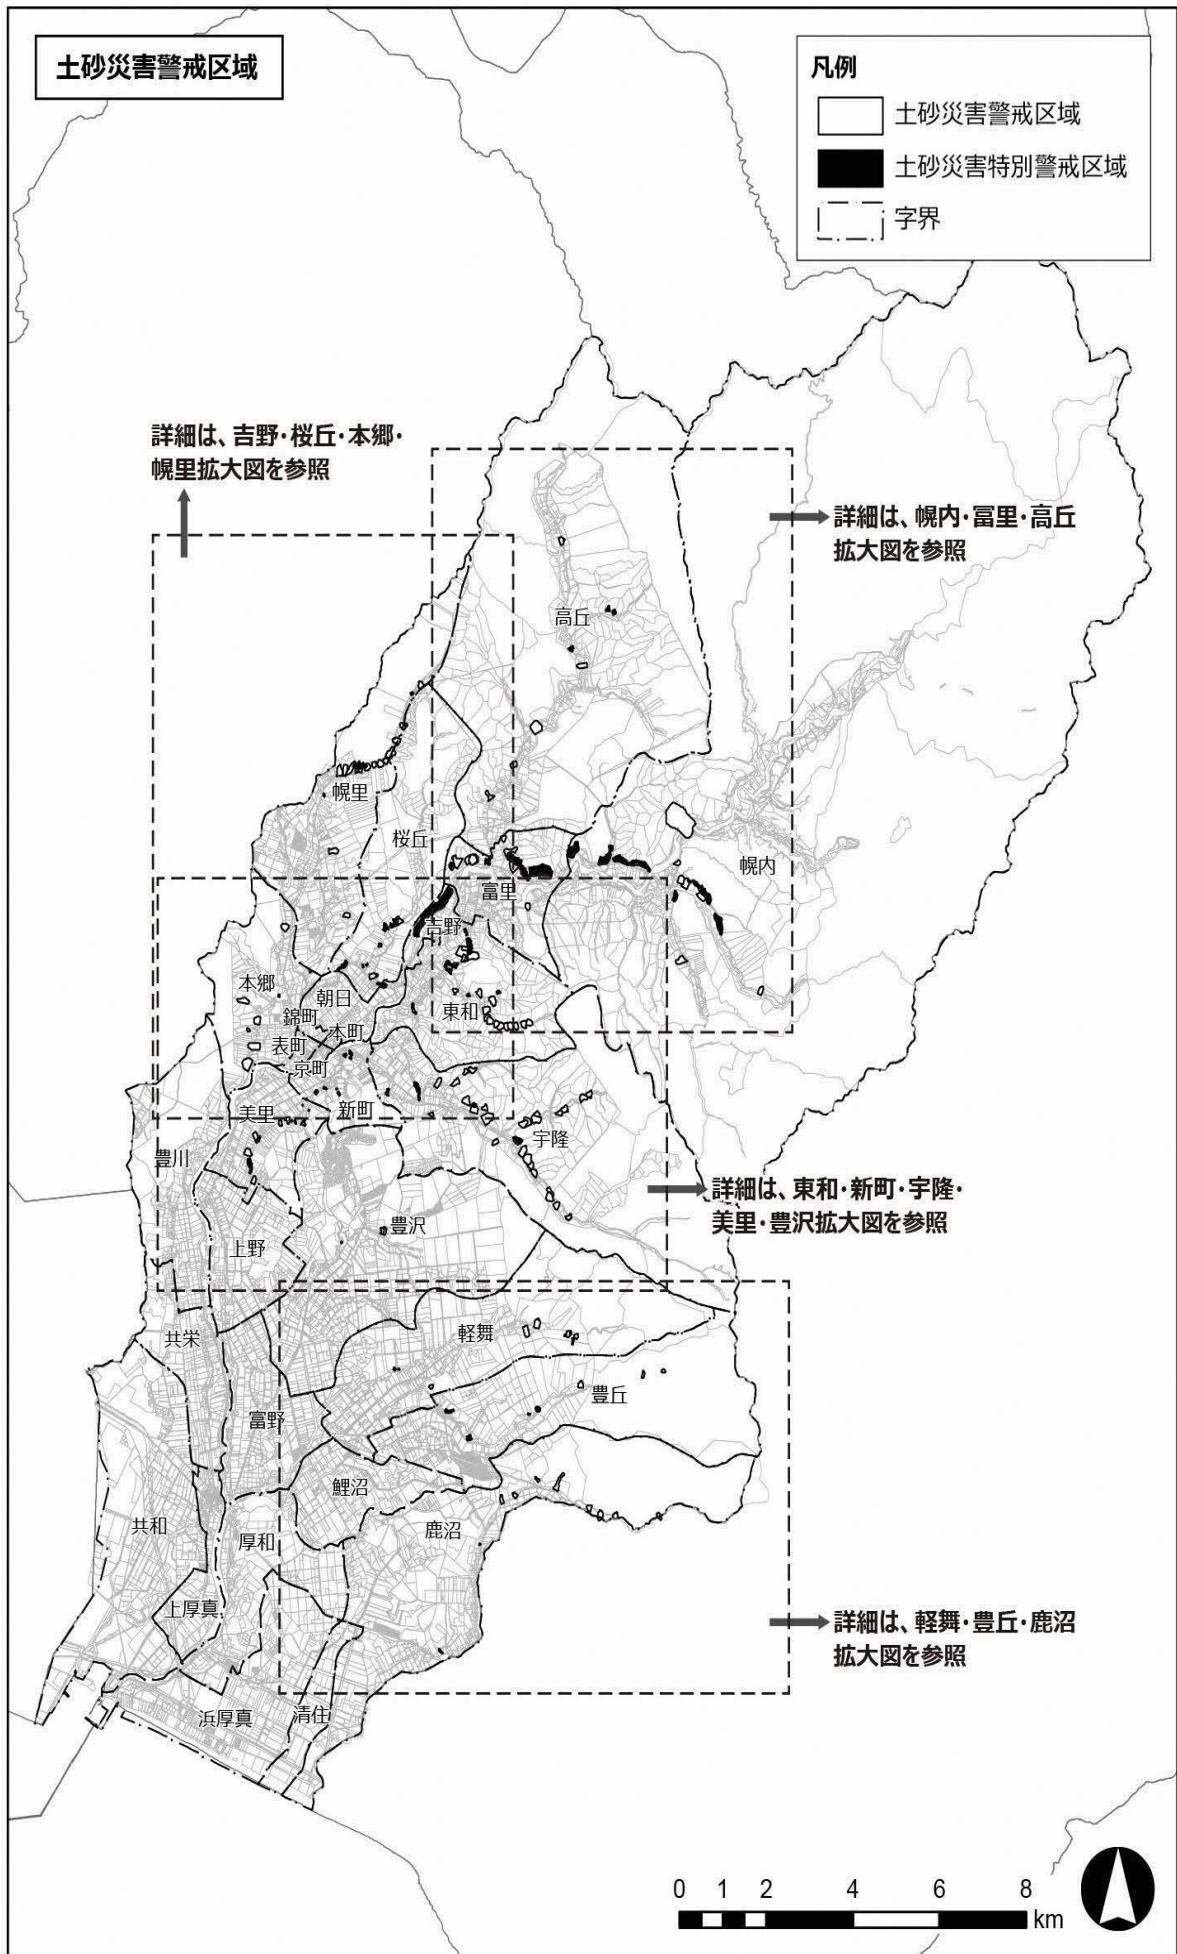 土砂災害警戒区域
凡例
土砂災害警戒区域
土砂災害特別警戒区域
字界
詳細は、吉野・桜丘・本郷・
幌里拡大図を参照
詳細は、幌内・富里・高丘
拡大図を参照
高丘
幌里
桜丘
幌内
富里
吉野
本郷
朝日
東和
錦町
本町
表町
京町
美里
新町
宇隆
豊川
詳細は、東和・新町・宇隆・
美里・豊沢拡大図を参照
豊沢
上野
共栄
軽舞
豊丘
富野
鯉沼
共和
厚和
鹿沼
上厚真
詳細は、軽舞・豊丘・鹿沼
拡大図を参照
浜厚真
清住
0 1 2 4 6 8
km